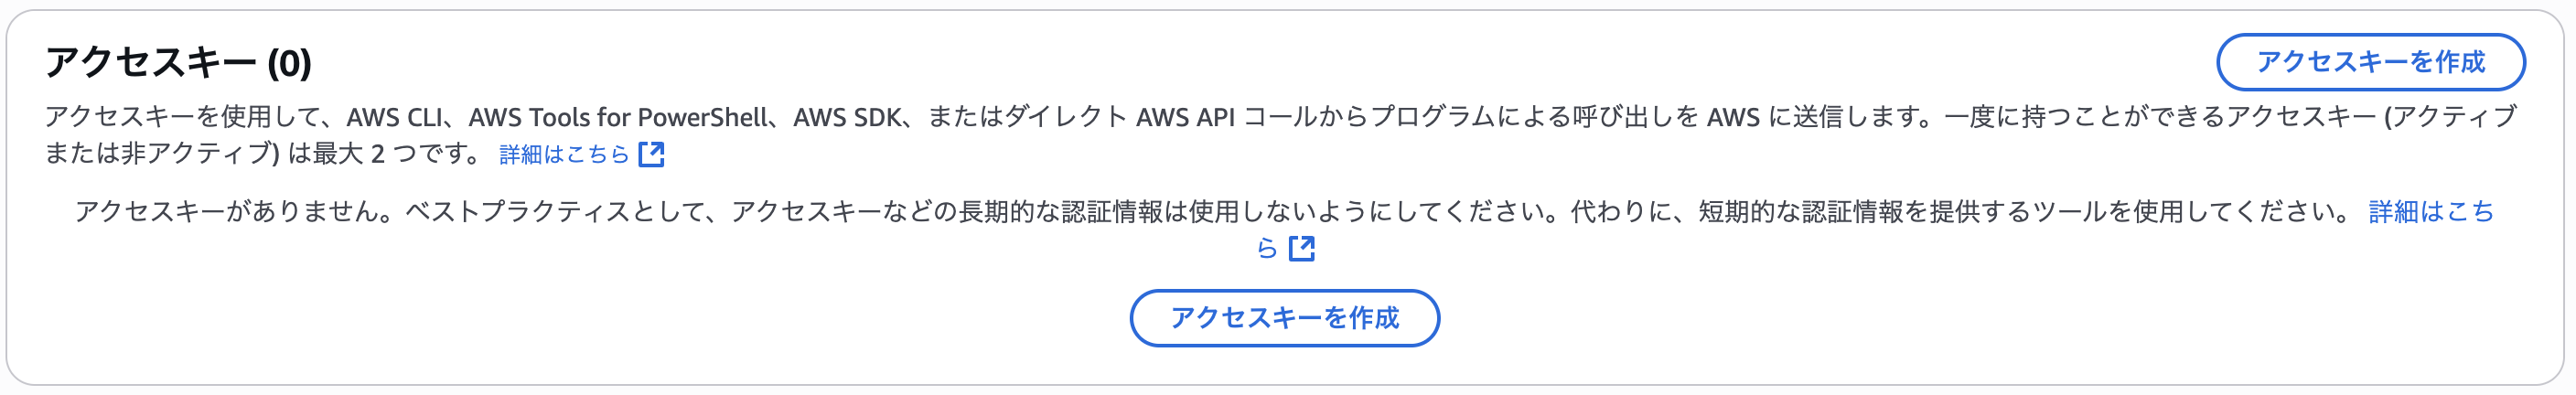 アクセスキー (0)
アクセスキーを作成
アクセスキーを使用して、AWS CLI、AWS Tools for PowerShell、AWS SDK、またはダイレクト AWS API コールからプログラムによる呼び出しを AWS に送信します。一度に持つことができるアクセスキー (アクティブ
または非アクティブ) は最大 2 つです。 詳細はこちら
アクセスキーがありません。ベストプラクティスとして、アクセスキーなどの長期的な認証情報は使用しないようにしてください。代わりに、短期的な認証情報を提供するツールを使用してください。 詳細はこち
ら
アクセスキーを作成